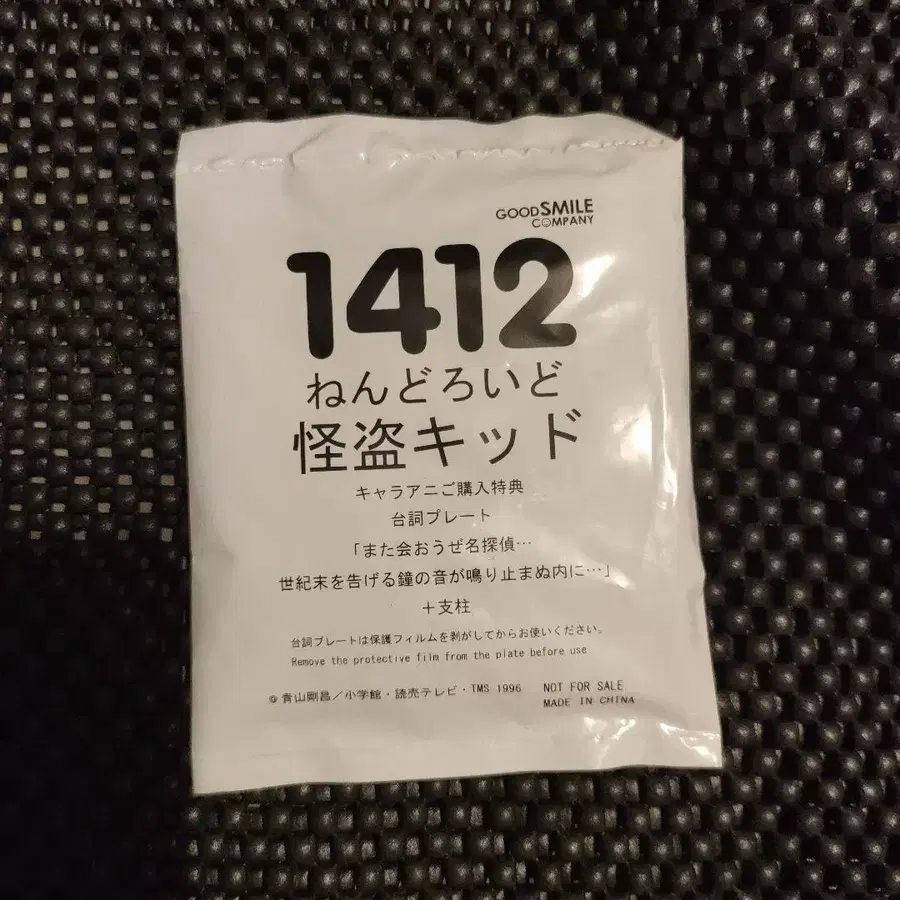 GOODSMILE
COMPANY
1412
ねんどろいど
怪盗キッド
キャラアニご購入特典
台詞プレート
「また会おうぜ名探偵…
世紀末を告げる鐘の音が鳴り止まぬ内に…」
＋支柱
台詞プレートは保護フィルムを剥がしてからお使いください。
Remove the protective film from the plate before use
© 青山剛昌／小学館・読売テレビ・TMS 1996 NOT FOR SALE
MADE IN CHINA